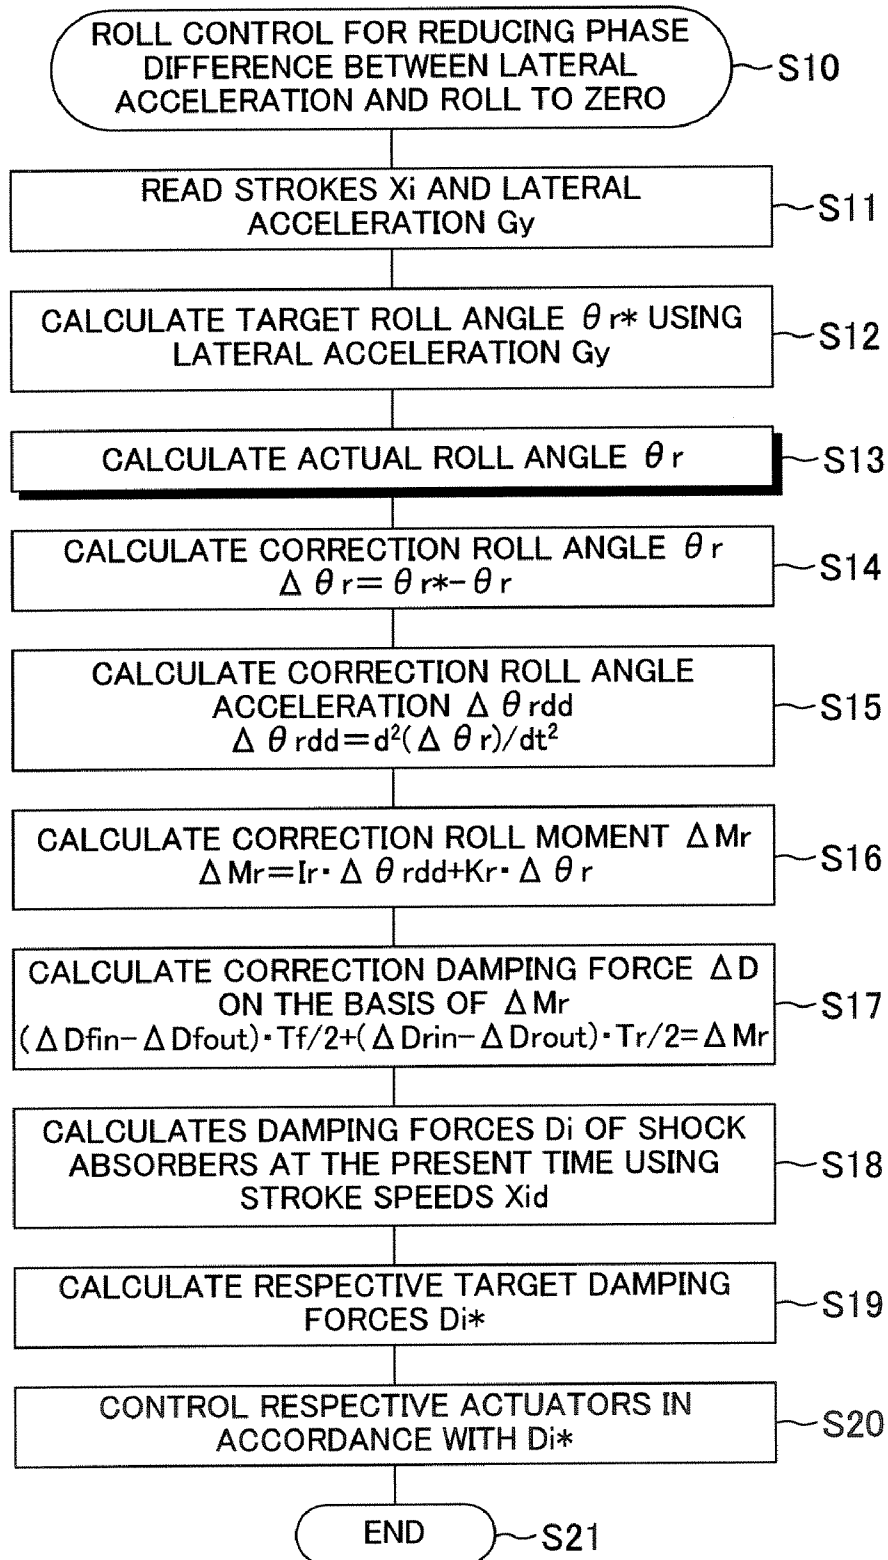 ROLL CONTROL FOR REDUCING PHASE
DIFFERENCE BETWEEN LATERAL
ACCELERATION AND ROLL TO ZERO
S10
READ STROKES Xi AND LATERAL
ACCELERATION Gy
S11
CALCULATE TARGET ROLL ANGLE θr* USING
LATERAL ACCELERATION Gy
S12
CALCULATE ACTUAL ROLL ANGLE θr
S13
CALCULATE CORRECTION ROLL ANGLE θr
Δθr=θr*-θr
S14
CALCULATE CORRECTION ROLL ANGLE
ACCELERATION Δθrdd
Δθrdd=d²(Δθr)/dt²
S15
CALCULATE CORRECTION ROLL MOMENT ΔMr
ΔMr=Ir·Δθrdd+Kr·Δθr
S16
CALCULATE CORRECTION DAMPING FORCE ΔD
ON THE BASIS OF ΔMr
(ΔDfin-ΔDfout)·Tf/2+(ΔDrin-ΔDrout)·Tr/2=ΔMr
S17
CALCULATES DAMPING FORCES Di OF SHOCK
ABSORBERS AT THE PRESENT TIME USING
STROKE SPEEDS Xid
S18
CALCULATE RESPECTIVE TARGET DAMPING
FORCES Di*
S19
CONTROL RESPECTIVE ACTUATORS IN
ACCORDANCE WITH Di*
S20
END
S21